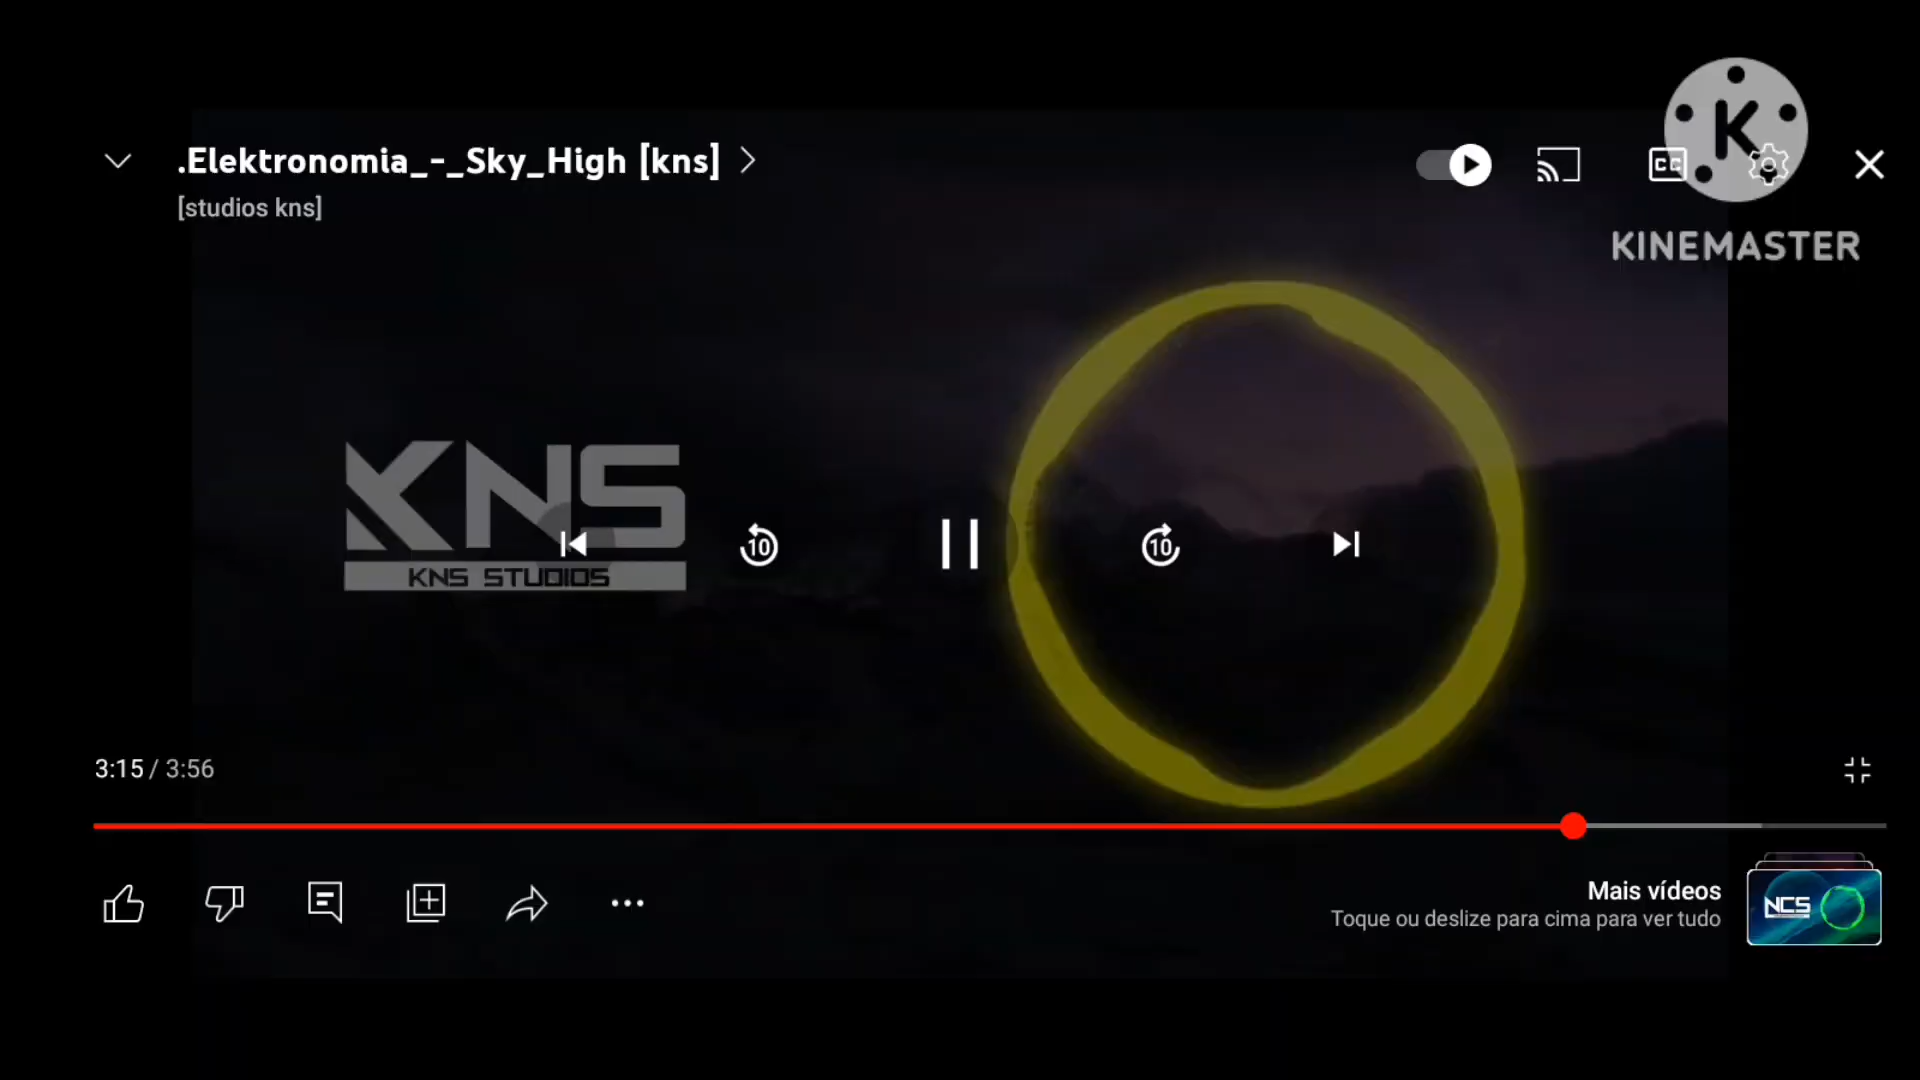 .Elektronomia_-_Sky_High [kns]
[studios kns]
CC
K
KINEMASTER
KNS
KNS STUDIOS
10
10
3:15 / 3:56
Mais vídeos
Toque ou deslize para cima para ver tudo
NCS